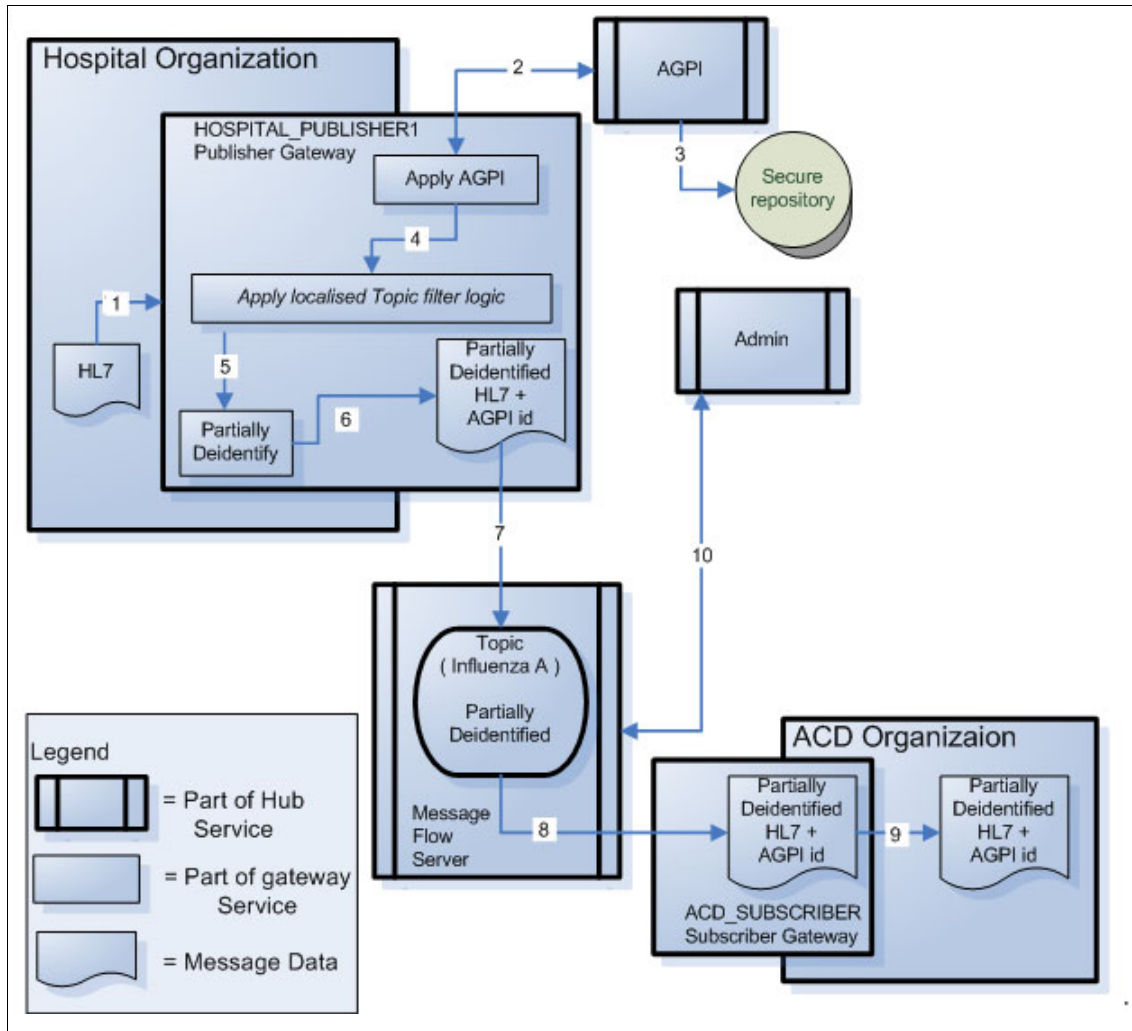 Hospital Organization
2
AGPI
HOSPITAL_PUBLISHER1
Publisher Gateway
Apply AGPI
3
Secure
repository
4
1
Apply localised Topic filter logic
HL7
5
Partially
Deidentify
6
Partially
Deidentified
HL7 +
AGPI id
Admin
7
10
Topic
( Influenza A )
Partially
Deidentified
Message
Flow
Server
8
ACD Organizaion
Partially
Deidentified
HL7 +
AGPI id
9
Partially
Deidentified
HL7 +
AGPI id
ACD_SUBSCRIBER
Subscriber Gateway
Legend
= Part of Hub
Service
= Part of gateway
Service
= Message Data